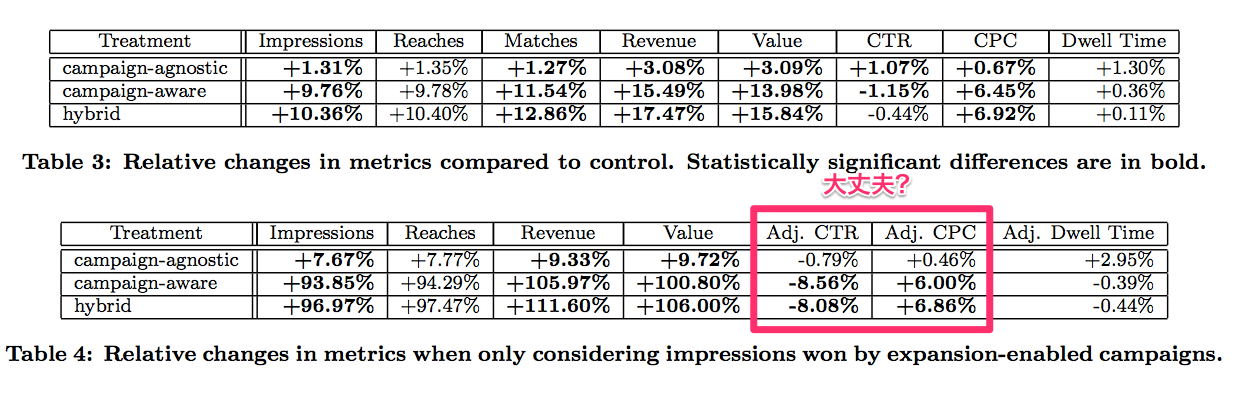 Treatment Impressions Reaches Matches Revenue Value CTR CPC Dwell Time
campaign-agnostic +1.31% +1.35% +1.27% +3.08% +3.09% +1.07% +0.67% +1.30%
campaign-aware +9.76% +9.78% +11.54% +15.49% +13.98% -1.15% +6.45% +0.36%
hybrid +10.36% +10.40% +12.86% +17.47% +15.84% -0.44% +6.92% +0.11%
Table 3: Relative changes in metrics compared to control. Statistically significant differences are in bold.
大丈夫?
Treatment Impressions Reaches Revenue Value Adj. CTR Adj. CPC Adj. Dwell Time
campaign-agnostic +7.67% +7.77% +9.33% +9.72% -0.79% +0.46% +2.95%
campaign-aware +93.85% +94.29% +105.97% +100.80% -8.56% +6.00% -0.39%
hybrid +96.97% +97.47% +111.60% +106.00% -8.08% +6.86% -0.44%
Table 4: Relative changes in metrics when only considering impressions won by expansion-enabled campaigns.